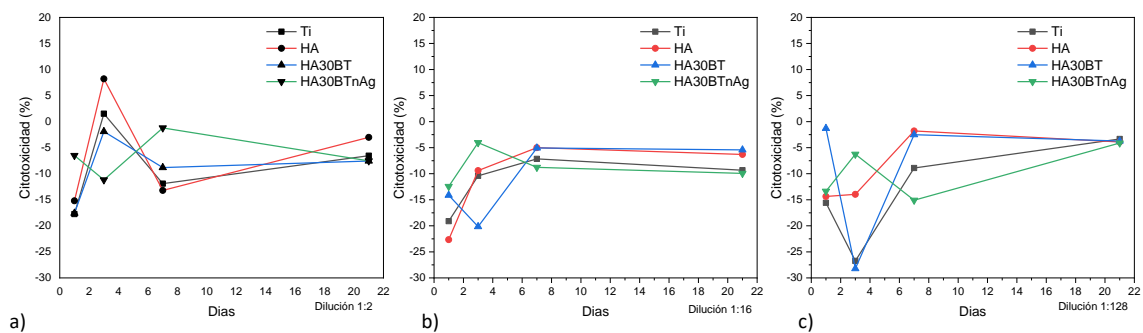 20
15
10
5
0
-5
-10
-15
-20
-25
-30
Citotoxicidad (%)
Ti
HA
HA30BT
HA30BTnAg
0 2 4 6 8 10 12 14 16 18 20 22
Dias
Dilución 1:2
a)
20
15
10
5
0
-5
-10
-15
-20
-25
-30
Citotoxicidad (%)
Ti
HA
HA30BT
HA30BTnAg
0 2 4 6 8 10 12 14 16 18 20 22
Dias
Dilución 1:16
b)
20
15
10
5
0
-5
-10
-15
-20
-25
-30
Citotoxicidad (%)
Ti
HA
HA30BT
HA30BTnAg
0 2 4 6 8 10 12 14 16 18 20 22
Dias
Dilución 1:128
c)